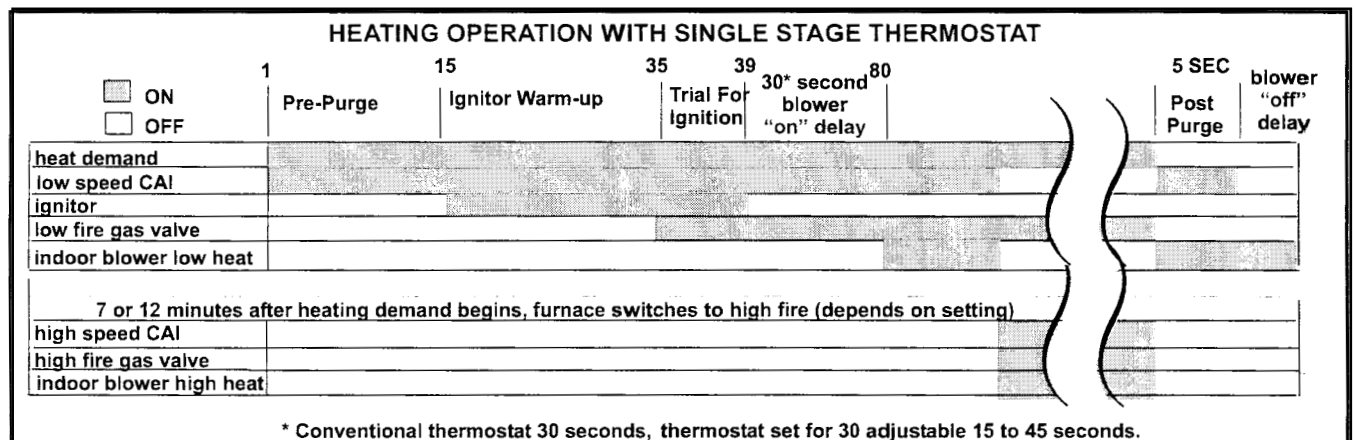 HEATING OPERATION WITH SINGLE STAGE THERMOSTAT
1 15 35 39 80 5 SEC
ON
OFF
Pre-Purge
Ignitor Warm-up
Trial For
Ignition
30* second
blower
"on" delay
Post
Purge
blower
"off"
delay
heat demand
low speed CAI
ignitor
low fire gas valve
indoor blower low heat
7 or 12 minutes after heating demand begins, furnace switches to high fire (depends on setting)
high speed CAI
high fire gas valve
indoor blower high heat
* Conventional thermostat 30 seconds, thermostat set for 30 adjustable 15 to 45 seconds.